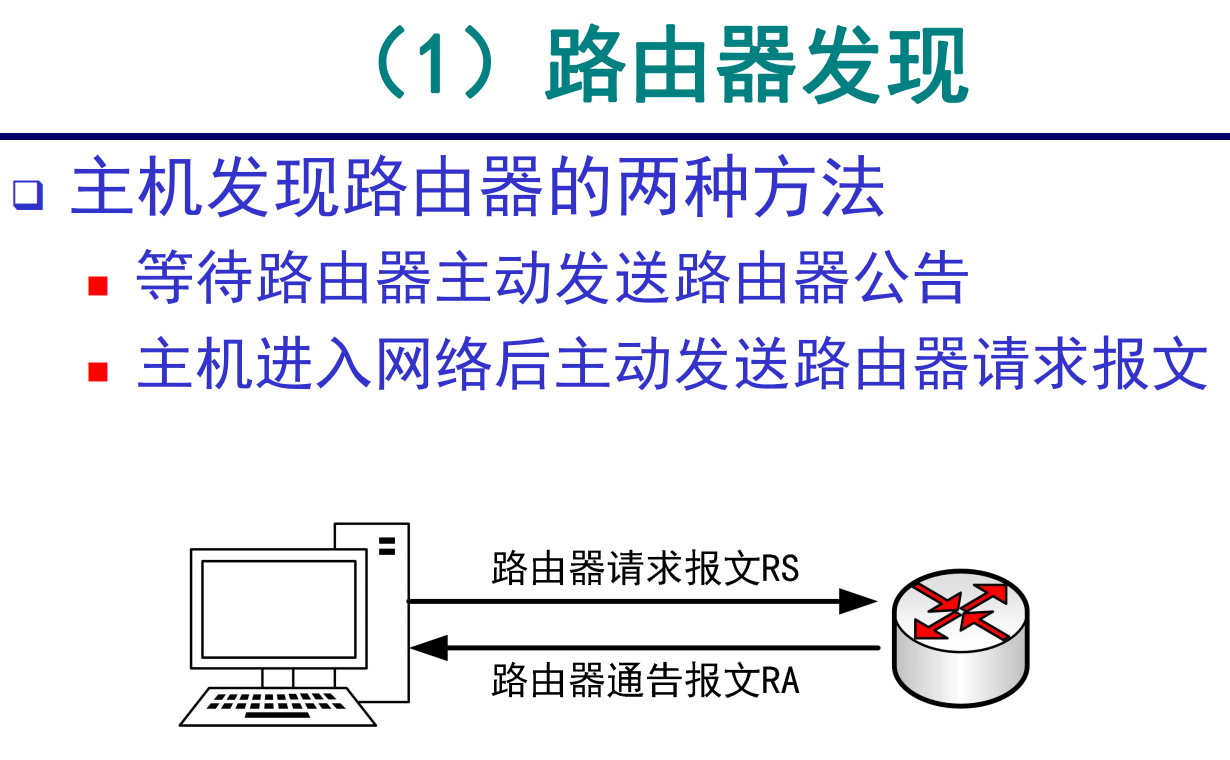 （1）路由器发现
主机发现路由器的两种方法
等待路由器主动发送路由器公告
主机进入网络后主动发送路由器请求报文
路由器请求报文RS
路由器通告报文RA